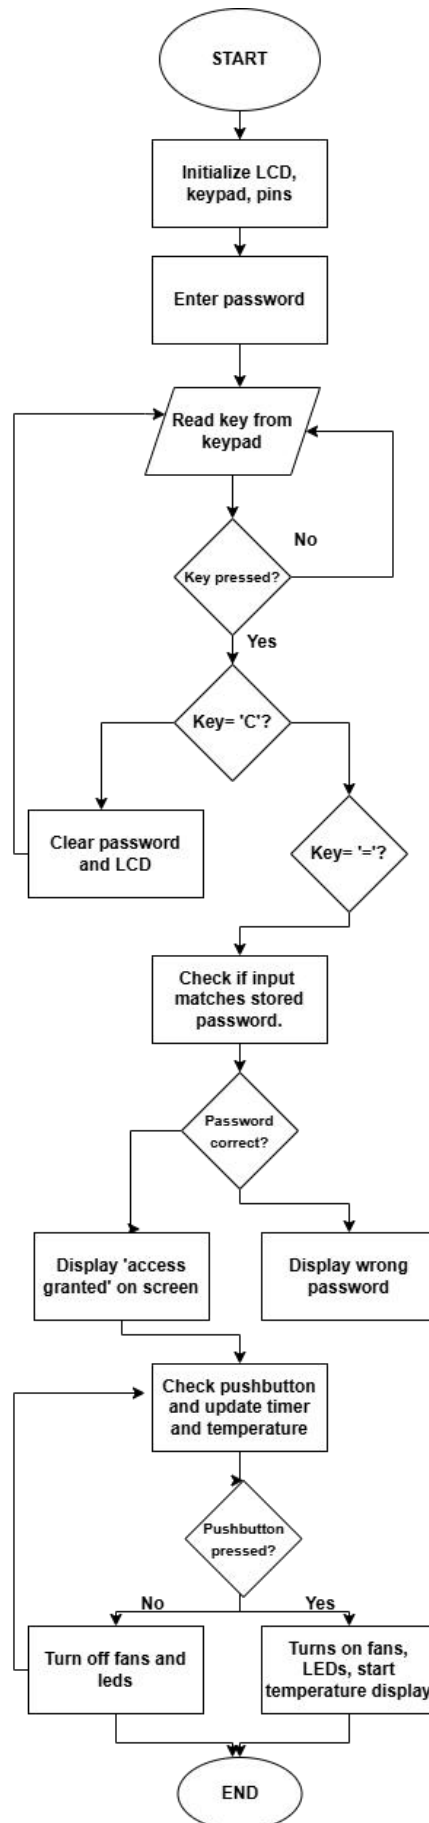 START
Initialize LCD,
keypad, pins
Enter password
Read key from
keypad
No
Key pressed?
Yes
Key= 'C'?
Clear password
and LCD
Key= '='?
Check if input
matches stored
password.
Password
correct?
Display 'access
granted' on screen
Display wrong
password
Check pushbutton
and update timer
and temperature
Pushbutton
pressed?
No
Yes
Turn off fans and
leds
Turns on fans,
LEDs, start
temperature display
END